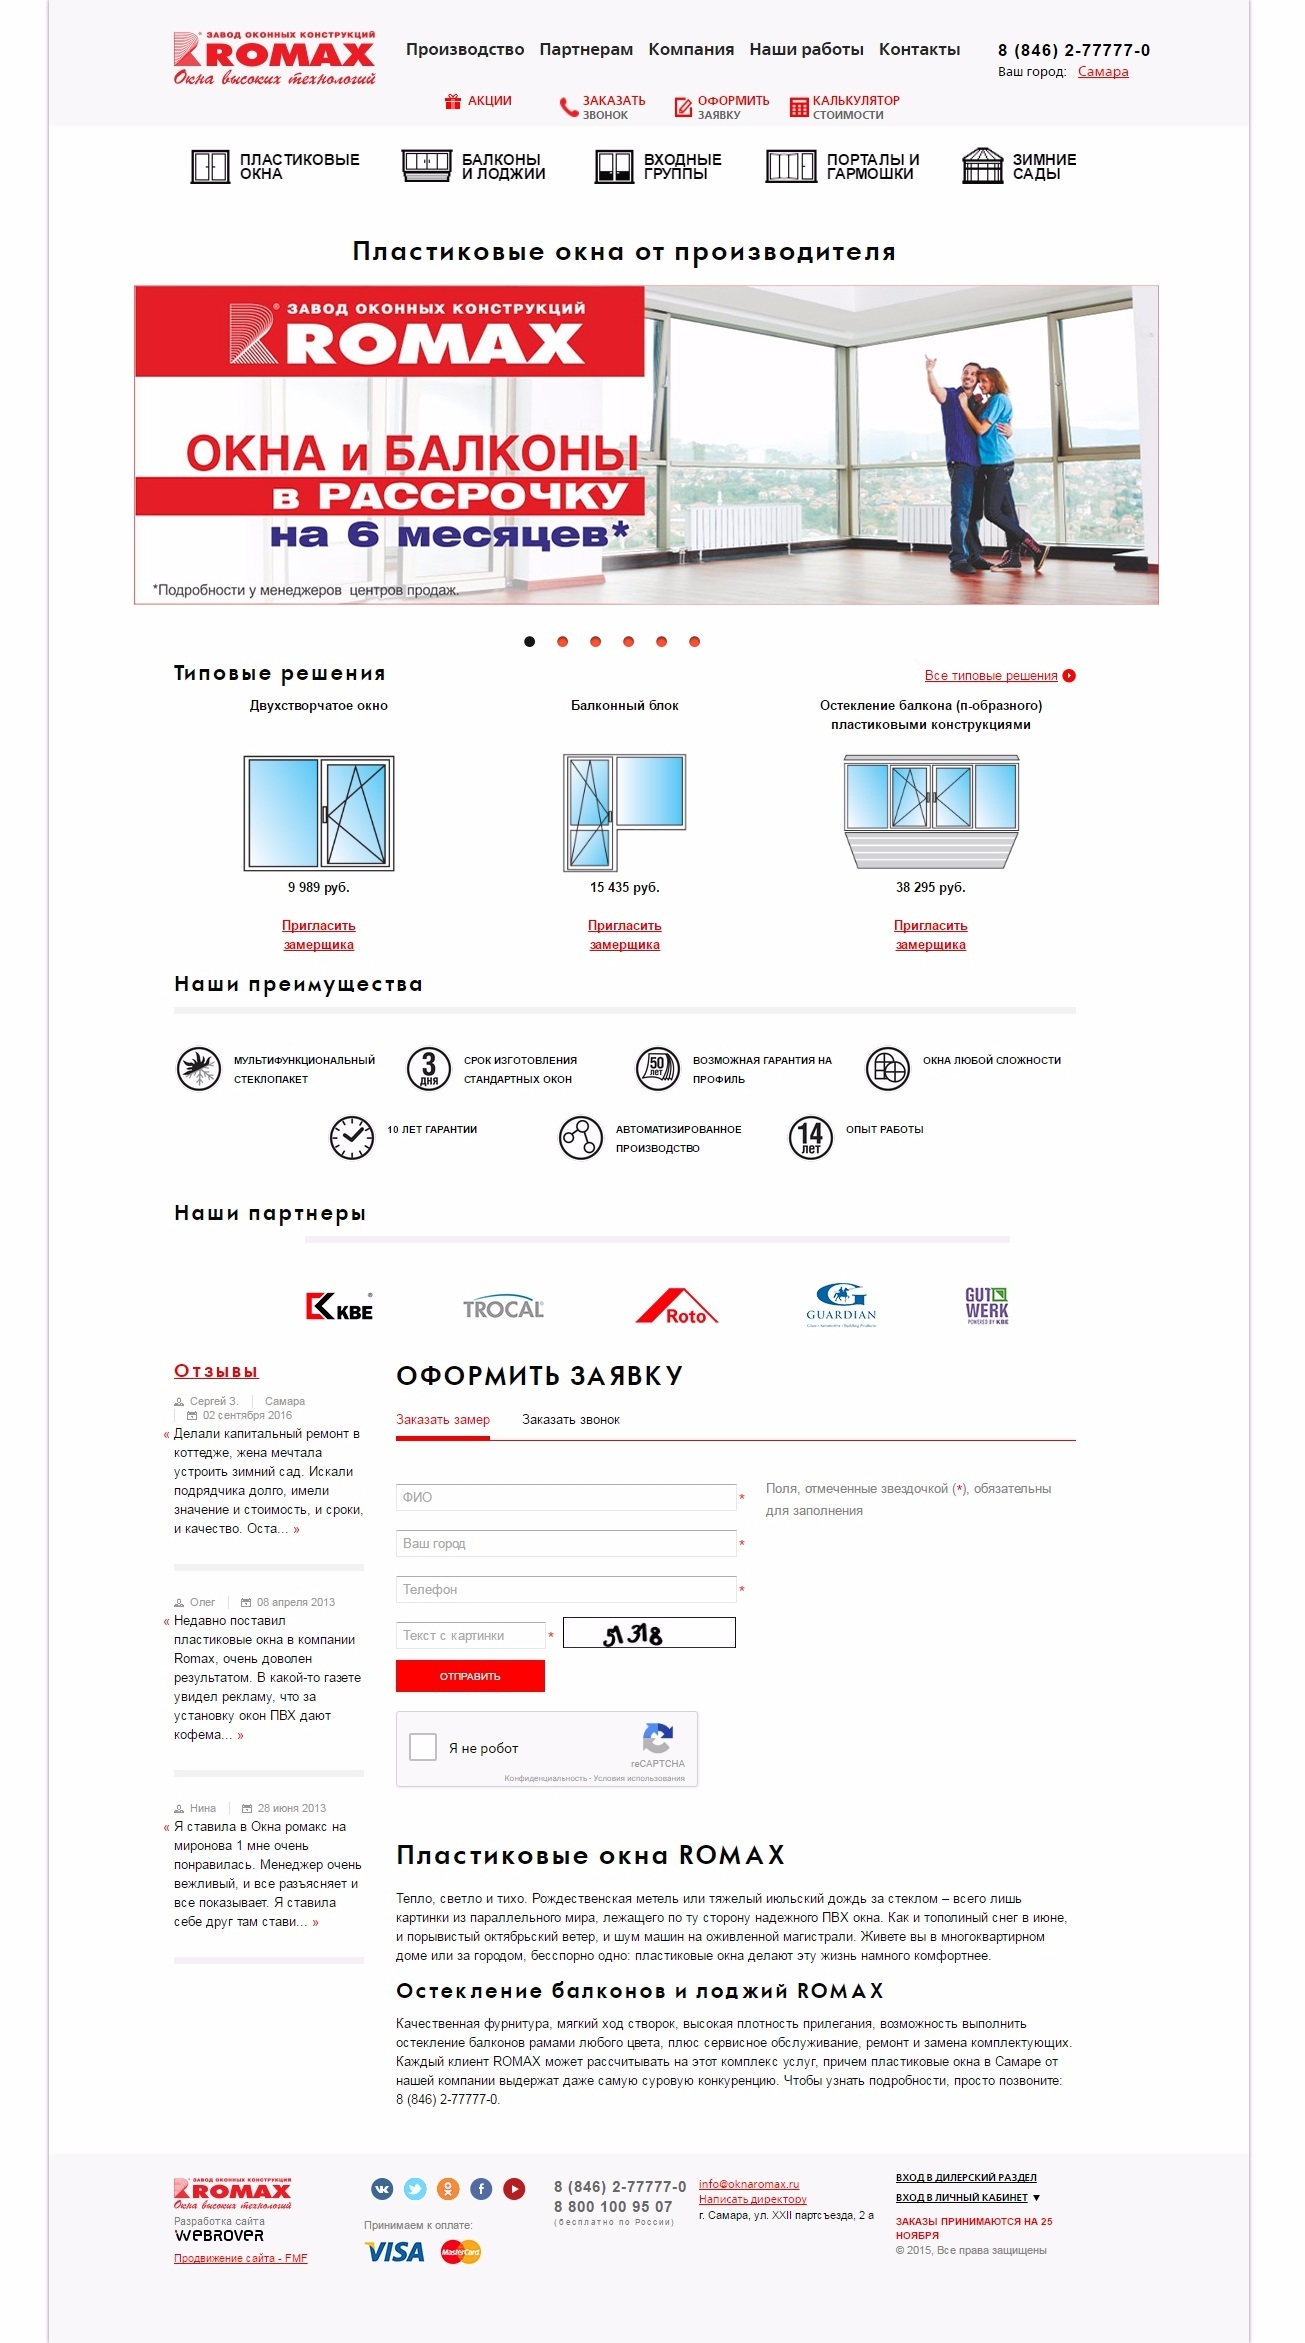 ЗАВОД ОКОННЫХ КОНСТРУКЦИЙ
ROMAX
Окна высоких технологий
Производство Партнерам Компания Наши работы Контакты
8 (846) 2-77777-0
Ваш город: Самара
АКЦИИ
ЗАКАЗАТЬ
ЗВОНОК
ОФОРМИТЬ
ЗАЯВКУ
КАЛЬКУЛЯТОР
СТОИМОСТИ
ПЛАСТИКОВЫЕ
ОКНА
БАЛКОНЫ
И ЛОДЖИИ
ВХОДНЫЕ
ГРУППЫ
ПОРТАЛЫ И
ГАРМОШКИ
ЗИМНИЕ
САДЫ
Пластиковые окна от производителя
ЗАВОД ОКОННЫХ КОНСТРУКЦИЙ
ROMAX
ОКНА и БАЛКОНЫ
в РАССРОЧКУ
на 6 месяцев*
*Подробности у менеджеров центров продаж.
Типовые решения
Все типовые решения
Двухстворчатое окно
9 989 руб.
Пригласить
замерщика
Балконный блок
15 435 руб.
Пригласить
замерщика
Остекление балкона (п-образного)
пластиковыми конструкциями
38 295 руб.
Пригласить
замерщика
Наши преимущества
МУЛЬТИФУНКЦИОНАЛЬНЫЙ
СТЕКЛОПАКЕТ
3
ДНЯ
СРОК ИЗГОТОВЛЕНИЯ
СТАНДАРТНЫХ ОКОН
50
лет
ВОЗМОЖНАЯ ГАРАНТИЯ НА
ПРОФИЛЬ
ОКНА ЛЮБОЙ СЛОЖНОСТИ
10 ЛЕТ ГАРАНТИИ
АВТОМАТИЗИРОВАННОЕ
ПРОИЗВОДСТВО
14
лет
ОПЫТ РАБОТЫ
Наши партнеры
KBE
TROCAL
Roto
GUARDIAN
GUT
WERK
POWERED BY KBE
Отзывы
Сергей З. Самара
02 сентября 2016
« Делали капитальный ремонт в
коттедже, жена мечтала
устроить зимний сад. Искали
подрядчика долго, имели
значение и стоимость, и сроки,
и качество. Оста... »
Олег 08 апреля 2013
« Недавно поставил
пластиковые окна в компании
Romax, очень доволен
результатом. В какой-то газете
увидел рекламу, что за
установку окон ПВХ дают
кофема... »
Нина 28 июня 2013
« Я ставила в Окна ромакс на
миронова 1 мне очень
понравилась. Менеджер очень
вежливый, и все разъясняет и
все показывает. Я ставила
себе друг там стави... »
ОФОРМИТЬ ЗАЯВКУ
Заказать замер Заказать звонок
ФИО *
Ваш город *
Телефон *
Текст с картинки *
51318
ОТПРАВИТЬ
Поля, отмеченные звездочкой (*), обязательны
для заполнения
Я не робот
reCAPTCHA
Конфиденциальность - Условия использования
Пластиковые окна ROMAX
Тепло, светло и тихо. Рождественская метель или тяжелый июльский дождь за стеклом – всего лишь
картинки из параллельного мира, лежащего по ту сторону надежного ПВХ окна. Как и тополиный снег в июне,
и порывистый октябрьский ветер, и шум машин на оживленной магистрали. Живете вы в многоквартирном
доме или за городом, бесспорно одно: пластиковые окна делают эту жизнь намного комфортнее.
Остекление балконов и лоджий ROMAX
Качественная фурнитура, мягкий ход створок, высокая плотность прилегания, возможность выполнить
остекление балконов рамами любого цвета, плюс сервисное обслуживание, ремонт и замена комплектующих.
Каждый клиент ROMAX может рассчитывать на этот комплекс услуг, причем пластиковые окна в Самаре от
нашей компании выдержат даже самую суровую конкуренцию. Чтобы узнать подробности, просто позвоните:
8 (846) 2-77777-0.
ЗАВОД ОКОННЫХ КОНСТРУКЦИЙ
ROMAX
Окна высоких технологий
Разработка сайта
WEBROVER
Продвижение сайта - FMF
Принимаем к оплате:
VISA MasterCard
8 (846) 2-77777-0
8 800 100 95 07
(бесплатно по России)
info@oknaromax.ru
Написать директору
г. Самара, ул. XXII партсъезда, 2 а
ВХОД В ДИЛЕРСКИЙ РАЗДЕЛ
ВХОД В ЛИЧНЫЙ КАБИНЕТ ▼
ЗАКАЗЫ ПРИНИМАЮТСЯ НА 25
НОЯБРЯ
© 2015, Все права защищены